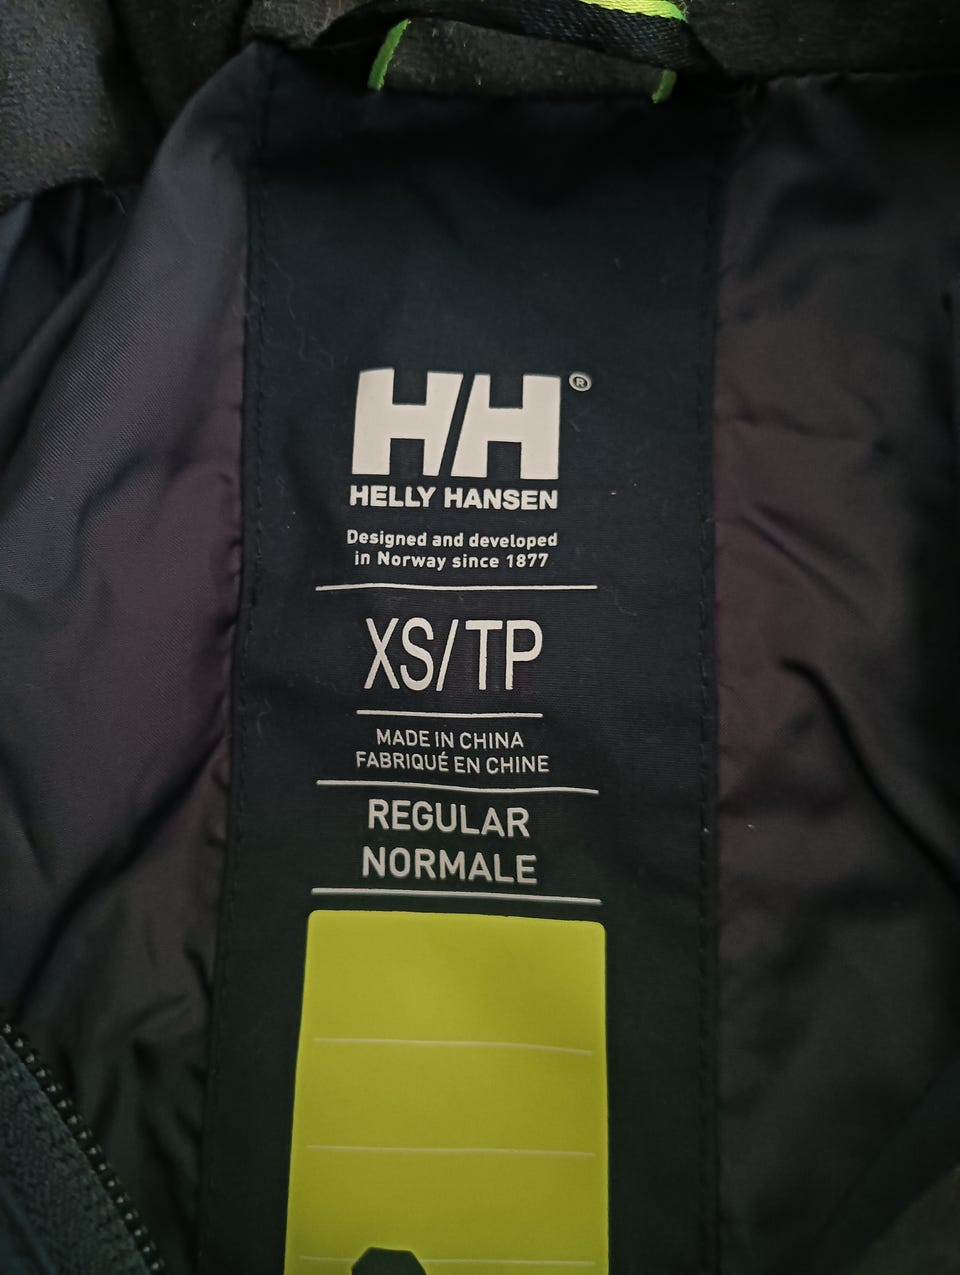 HH®
HELLY HANSEN
Designed and developed
in Norway since 1877
XS/TP
MADE IN CHINA
FABRIQUÉ EN CHINE
REGULAR
NORMALE